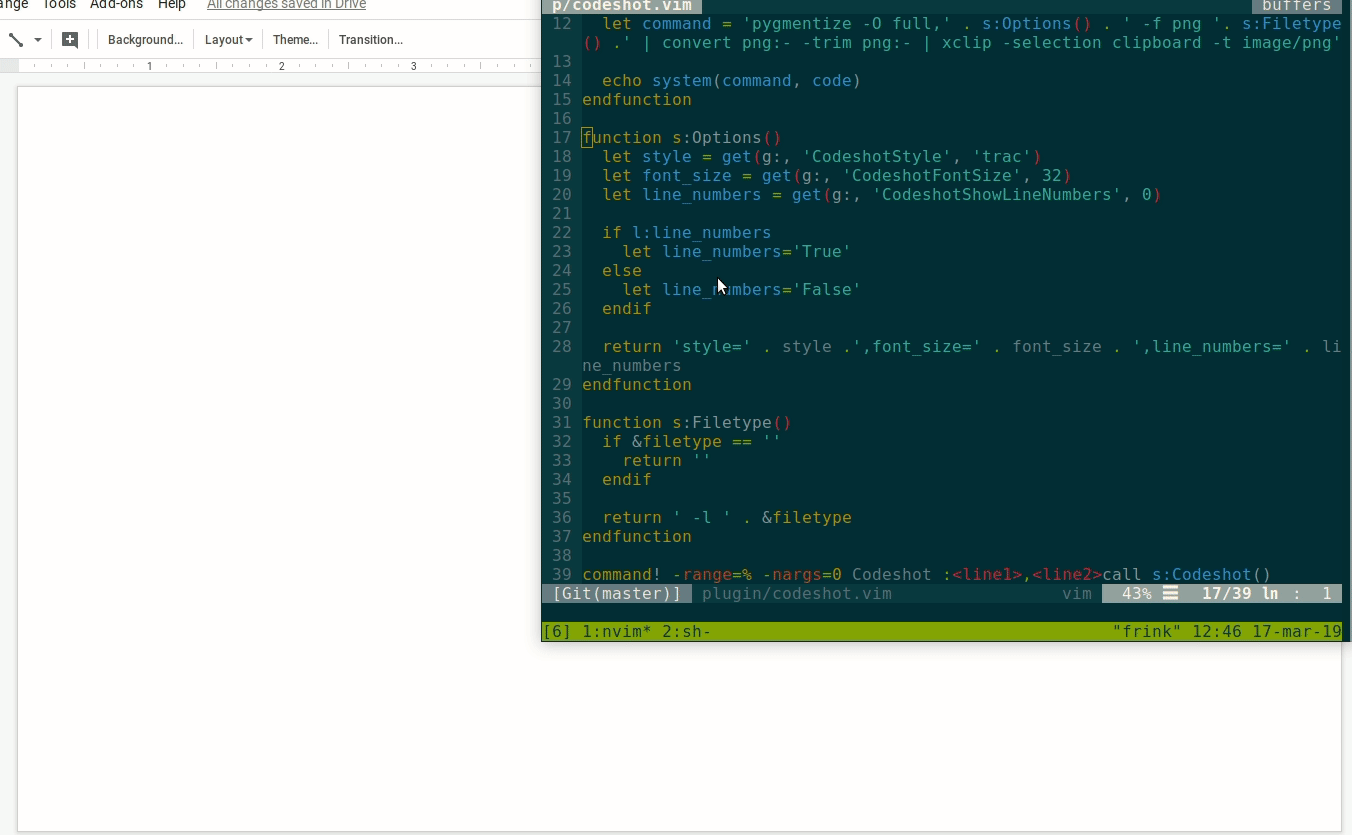 ange Tools Add-ons Help All changes saved in Drive
Background... Layout Theme... Transition...
1 2 3
p/codeshot.vim buffers
12 let command = 'pygmentize -O full,' . s:Options() . ' -f png '. s:Filetype
() .' | convert png:- -trim png:- | xclip -selection clipboard -t image/png'
13
14 echo system(command, code)
15 endfunction
16
17 function s:Options()
18 let style = get(g:, 'CodeshotStyle', 'trac')
19 let font_size = get(g:, 'CodeshotFontSize', 32)
20 let line_numbers = get(g:, 'CodeshotShowLineNumbers', 0)
21
22 if l:line_numbers
23 let line_numbers='True'
24 else
25 let line_numbers='False'
26 endif
27
28 return 'style=' . style .',font_size=' . font_size . ',line_numbers=' . li
ne_numbers
29 endfunction
30
31 function s:Filetype()
32 if &filetype == ''
33 return ''
34 endif
35
36 return ' -l ' . &filetype
37 endfunction
38
39 command! -range=% -nargs=0 Codeshot :<line1>,<line2>call s:Codeshot()
[Git(master)] plugin/codeshot.vim vim 43% ☰ 17/39 ln : 1
[6] 1:nvim* 2:sh- "frink" 12:46 17-mar-19